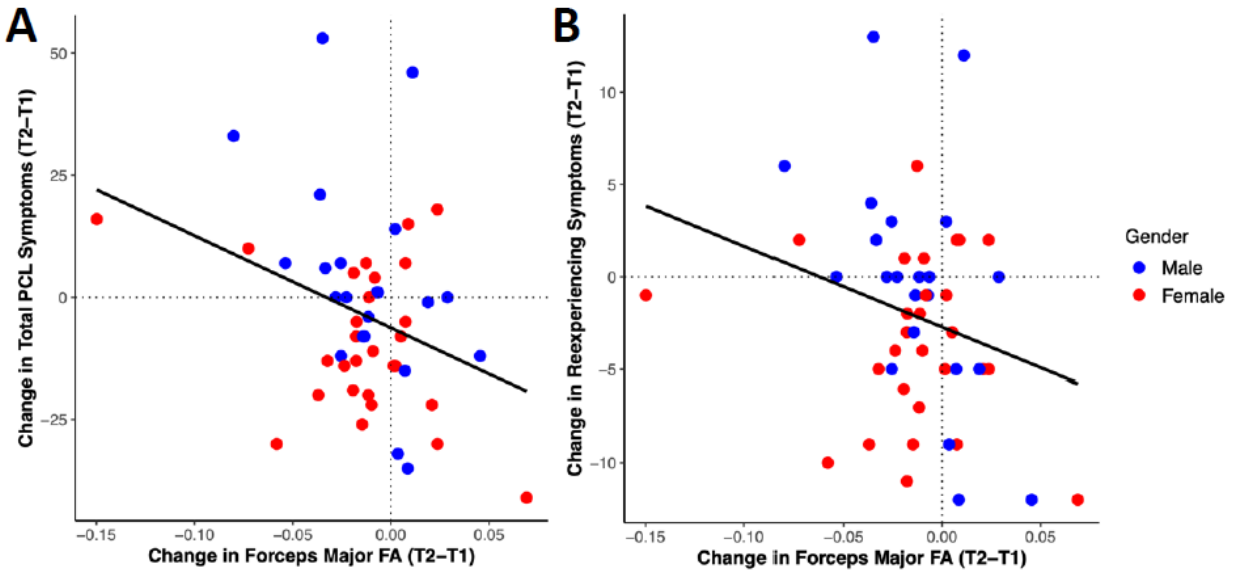 A
Change in Total PCL Symptoms (T2−T1)
50
25
0
−25
−0.15
−0.10
−0.05
0.00
0.05
Change in Forceps Major FA (T2−T1)
B
Change in Reexperiencing Symptoms (T2−T1)
10
5
0
−5
−10
−0.15
−0.10
−0.05
0.00
0.05
Change in Forceps Major FA (T2−T1)
Gender
Male
Female